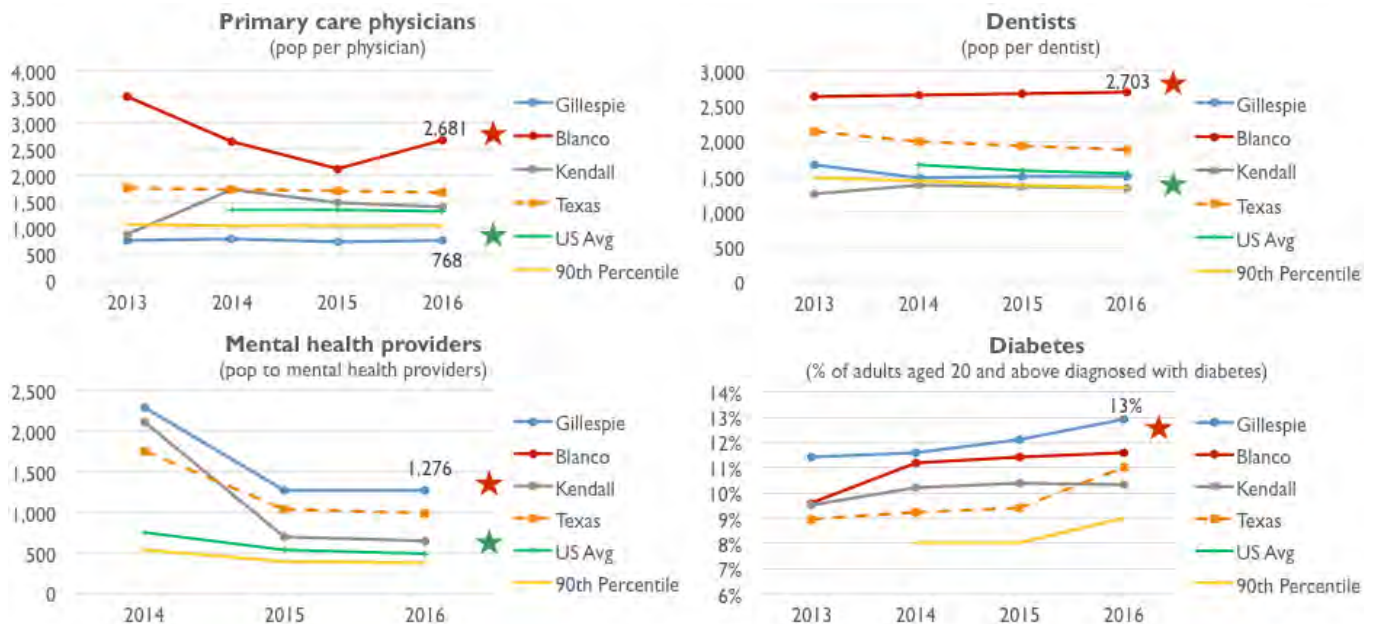 Primary care physicians
(pop per physician)
4,000
3,500
3,000
2,500
2,000
1,500
1,000
500
0
2,681
768
2013 2014 2015 2016
Gillespie
Blanco
Kendall
Texas
US Avg
90th Percentile
Dentists
(pop per dentist)
3,000
2,500
2,000
1,500
1,000
500
0
2,703
2013 2014 2015 2016
Gillespie
Blanco
Kendall
Texas
US Avg
90th Percentile
Mental health providers
(pop to mental health providers)
2,500
2,000
1,500
1,000
500
0
1,276
2014 2015 2016
Gillespie
Blanco
Kendall
Texas
US Avg
90th Percentile
Diabetes
(% of adults aged 20 and above diagnosed with diabetes)
14%
13%
12%
11%
10%
9%
8%
7%
6%
13%
2013 2014 2015 2016
Gillespie
Blanco
Kendall
Texas
US Avg
90th Percentile